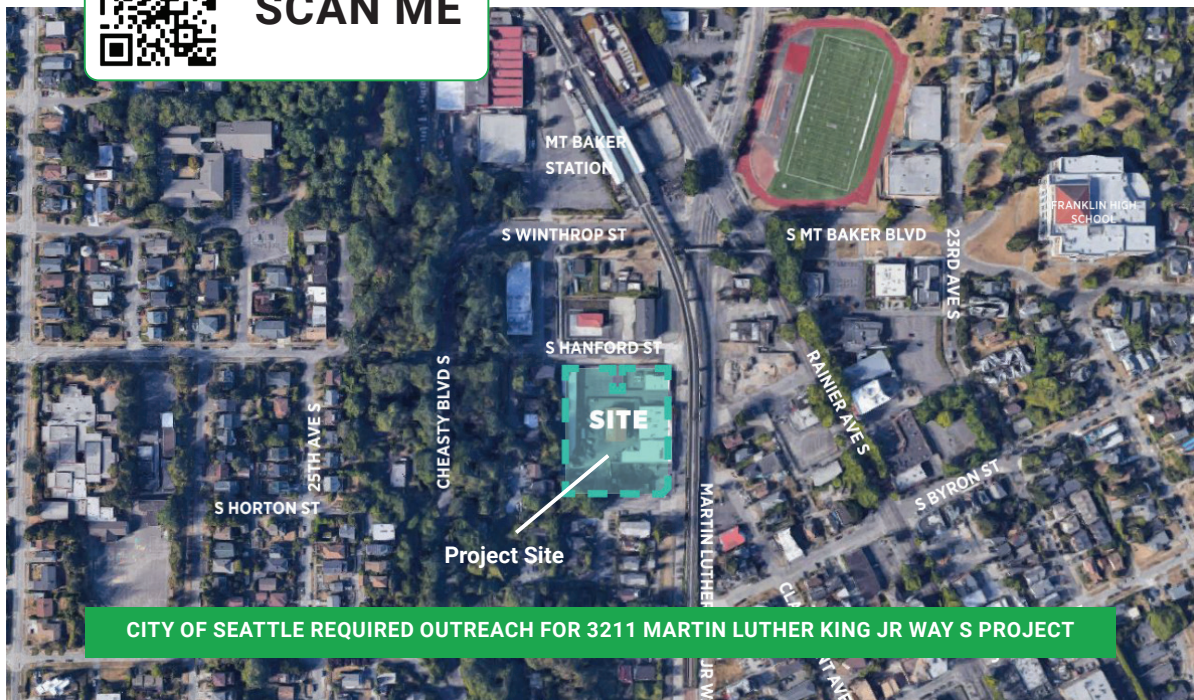 SCAN ME
MT BAKER
STATION
FRANKLIN HIGH
SCHOOL
S WINTHROP ST
S MT BAKER BLVD
23RD AVE S
S HANFORD ST
RAINIER AVE S
CHEASTY BLVD S
25TH AVE S
SITE
S HORTON ST
S BYRON ST
MARTIN LUTHER
JR W
Project Site
CITY OF SEATTLE REQUIRED OUTREACH FOR 3211 MARTIN LUTHER KING JR WAY S PROJECT